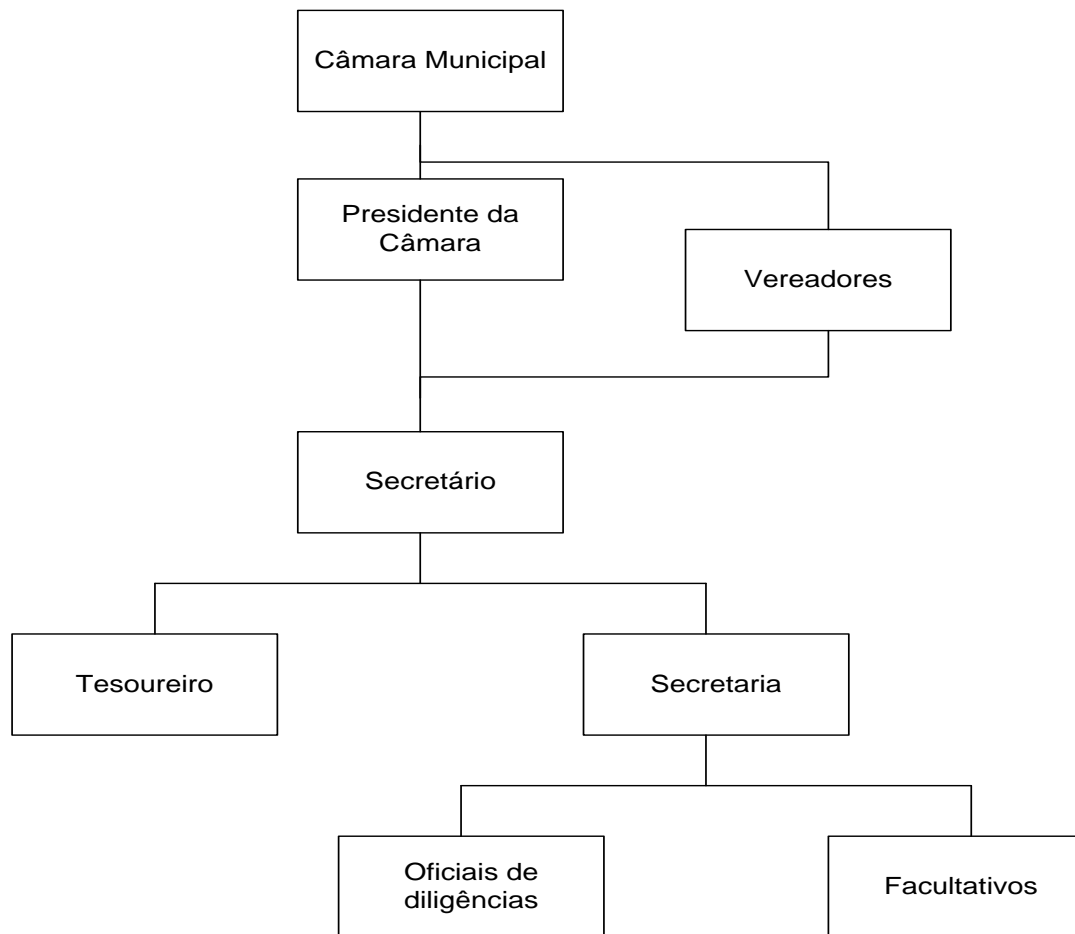 Câmara Municipal
Presidente da
Câmara
Vereadores
Secretário
Tesoureiro
Secretaria
Oficiais de
diligências
Facultativos